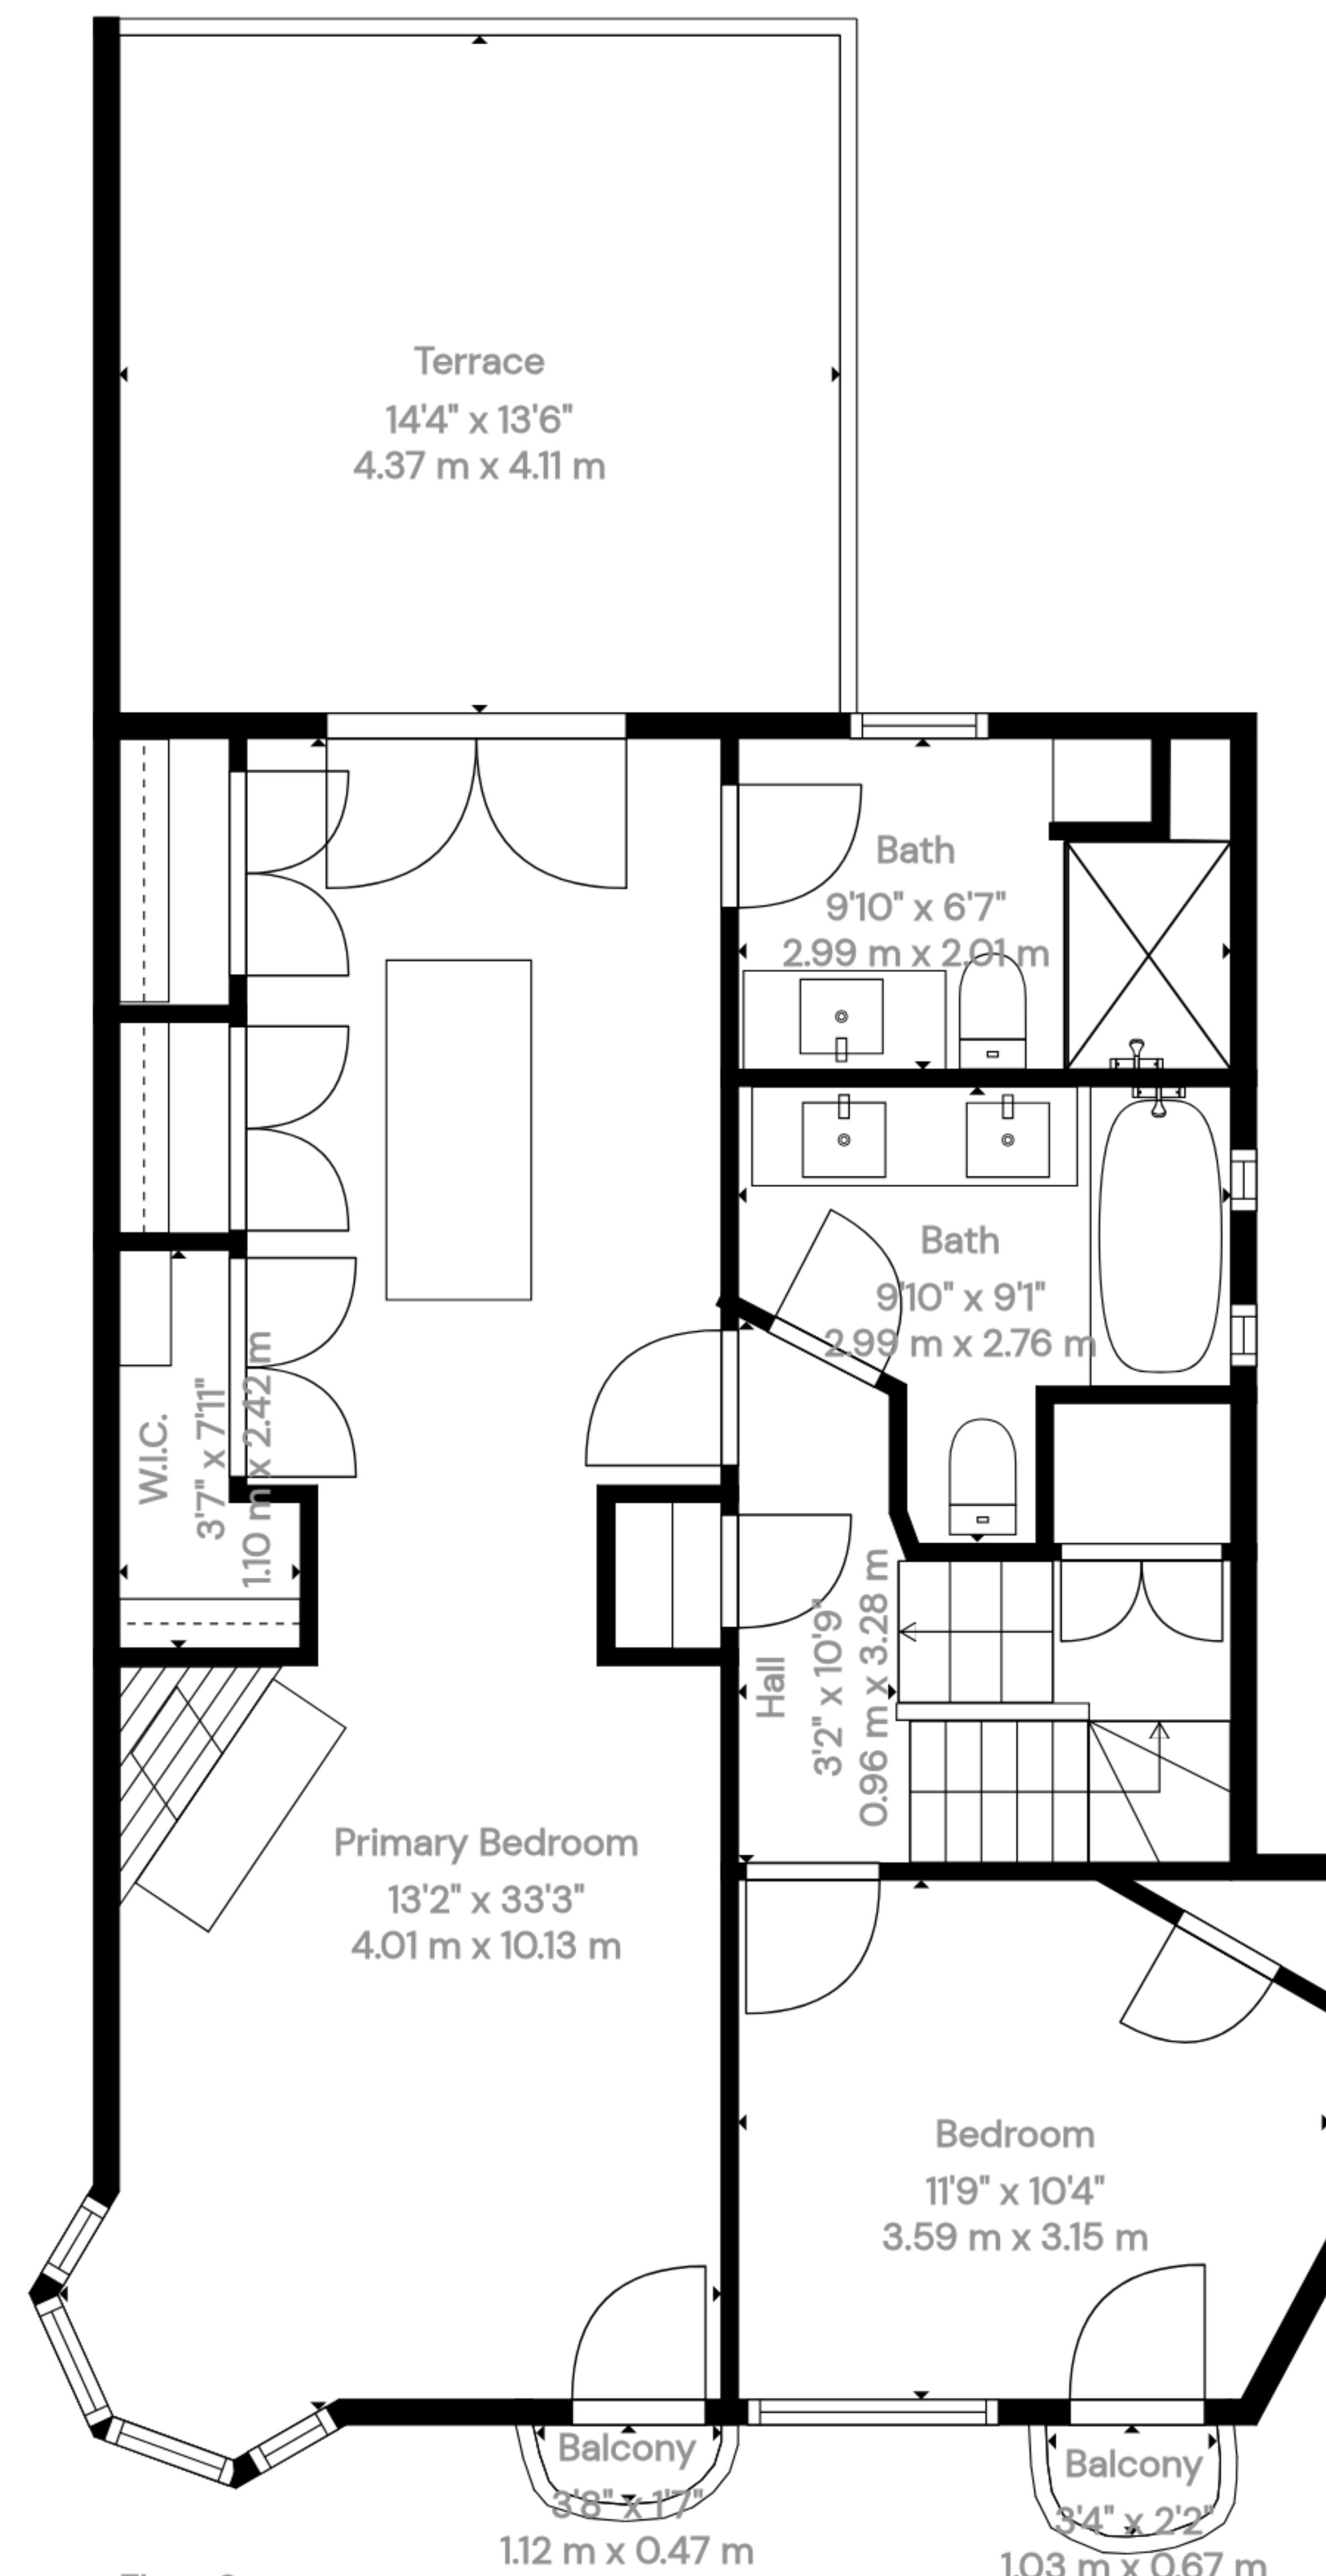 Terrace
14'4" x 13'6"
4.37 m x 4.11 m
Bath
9'10" x 6'7"
2.99 m x 2.01 m
Bath
9'10" x 9'1"
2.99 m x 2.76 m
W.I.C.
3'7" x 7'11"
1.10 m x 2.42 m
Hall
3'2" x 10'9"
0.96 m x 3.28 m
Primary Bedroom
13'2" x 33'3"
4.01 m x 10.13 m
Bedroom
11'9" x 10'4"
3.59 m x 3.15 m
Balcony
3'8" x 1'7"
1.12 m x 0.47 m
Balcony
3'4" x 2'2"
1.03 m x 0.67 m